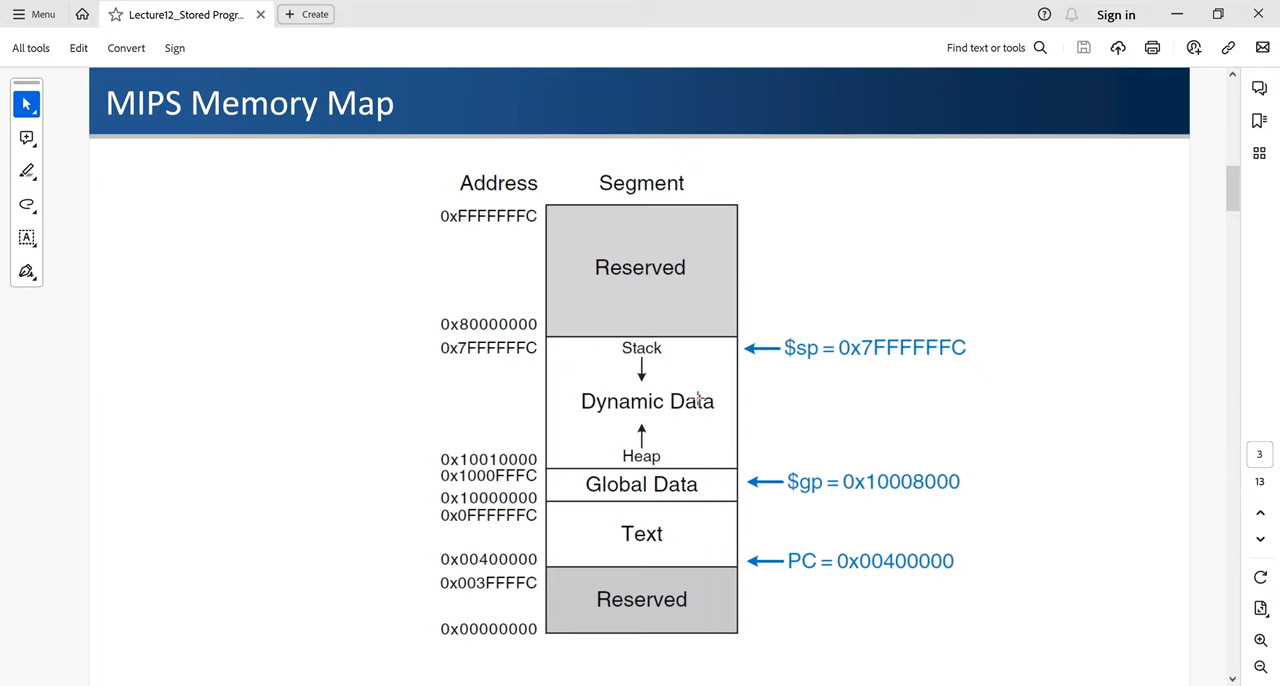 Menu
Lecture12_Stored Progr...
Create
Sign in
All tools
Edit
Convert
Sign
Find text or tools
MIPS Memory Map
Address Segment
0xFFFFFFFC
Reserved
0x80000000
0x7FFFFFFC Stack $sp = 0x7FFFFFFC
Dynamic Data
Heap
0x10010000
0x1000FFFC
Global Data $gp = 0x10008000
0x10000000
0x0FFFFFFC
Text
0x00400000 PC = 0x00400000
0x003FFFFC
Reserved
0x00000000
3
13